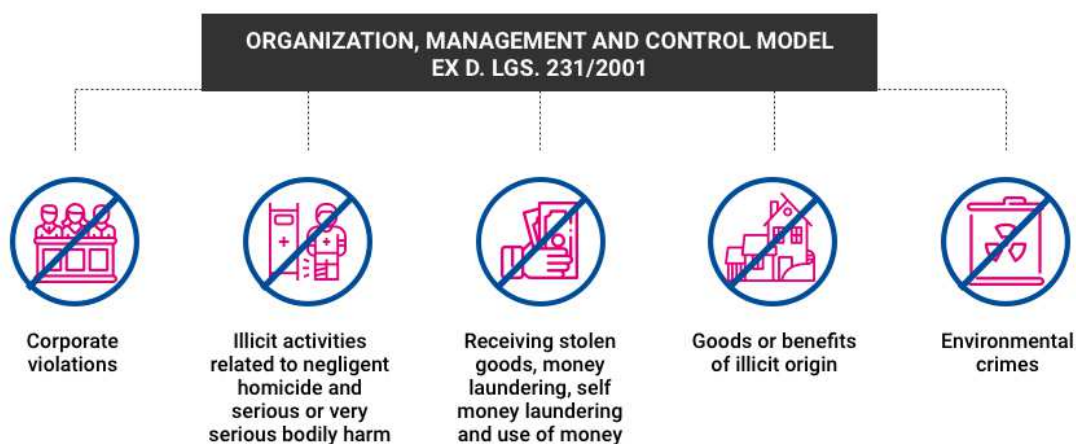 ORGANIZATION, MANAGEMENT AND CONTROL MODEL
EX D. LGS. 231/2001
Corporate
violations
Illicit activities
related to negligent
homicide and
serious or very
serious bodily harm
Receiving stolen
goods, money
laundering, self
money laundering
and use of money
Goods or benefits
of illicit origin
Environmental
crimes